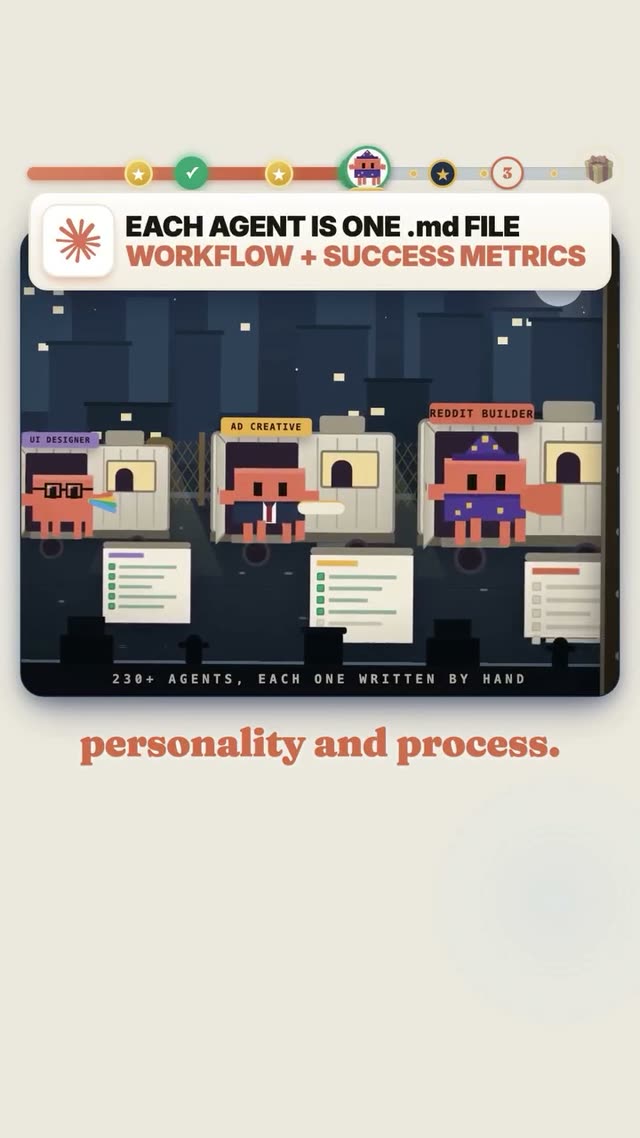 3
EACH AGENT IS ONE .md FILE
WORKFLOW + SUCCESS METRICS
REDDIT BUILDER
AD CREATIVE
UI DESIGNER
230+ AGENTS, EACH ONE WRITTEN BY HAND
personality and process.